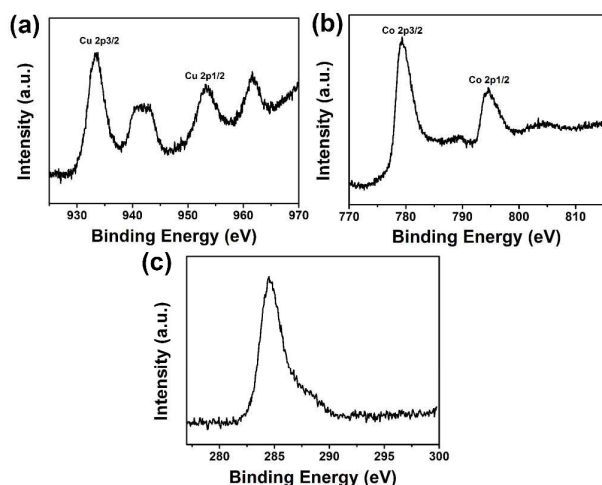 (a)
Cu 2p3/2
Cu 2p1/2
Intensity (a.u.)
930 940 950 960 970
Binding Energy (eV)
(b)
Co 2p3/2
Co 2p1/2
Intensity (a.u.)
770 780 790 800 810
Binding Energy (eV)
(c)
Intensity (a.u.)
280 285 290 295 300
Binding Energy (eV)